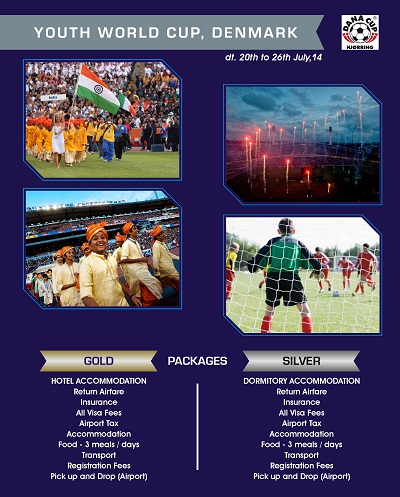 YOUTH WORLD CUP, DENMARK
DANA CUP
HJØRRING
dt. 20th to 26th July,14
GOLD PACKAGES SILVER
HOTEL ACCOMMODATION
Return Airfare
Insurance
All Visa Fees
Airport Tax
Accommodation
Food - 3 meals / days
Transport
Registration Fees
Pick up and Drop (Airport)
DORMITORY ACCOMMODATION
Return Airfare
Insurance
All Visa Fees
Airport Tax
Accommodation
Food - 3 meals / days
Transport
Registration Fees
Pick up and Drop (Airport)